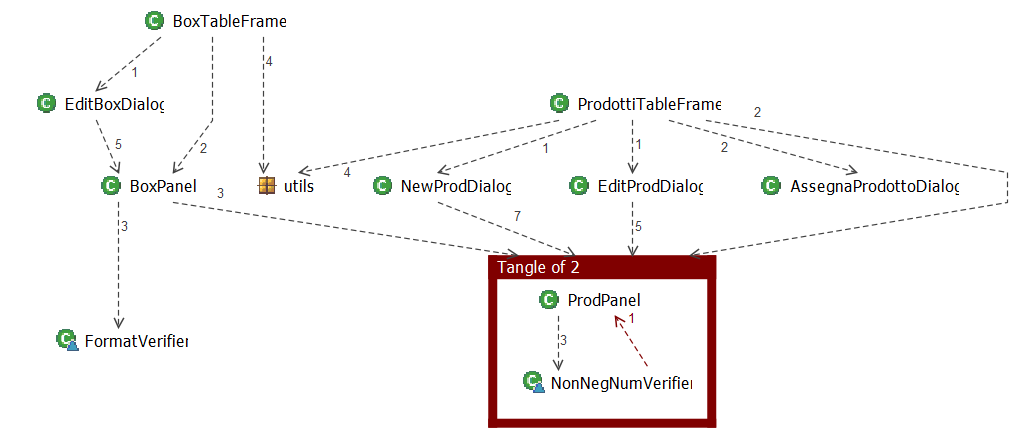 C BoxTableFrame
1
4
C EditBoxDialog
C ProdottiTableFrame
2
5
2
1
1
2
4
C BoxPanel
utils
C NewProdDialog
C EditProdDialog
C AssegnaProdottoDialog
3
3
7
5
Tangle of 2
C ProdPanel
1
3
C FormatVerifier
C NonNegNumVerifier